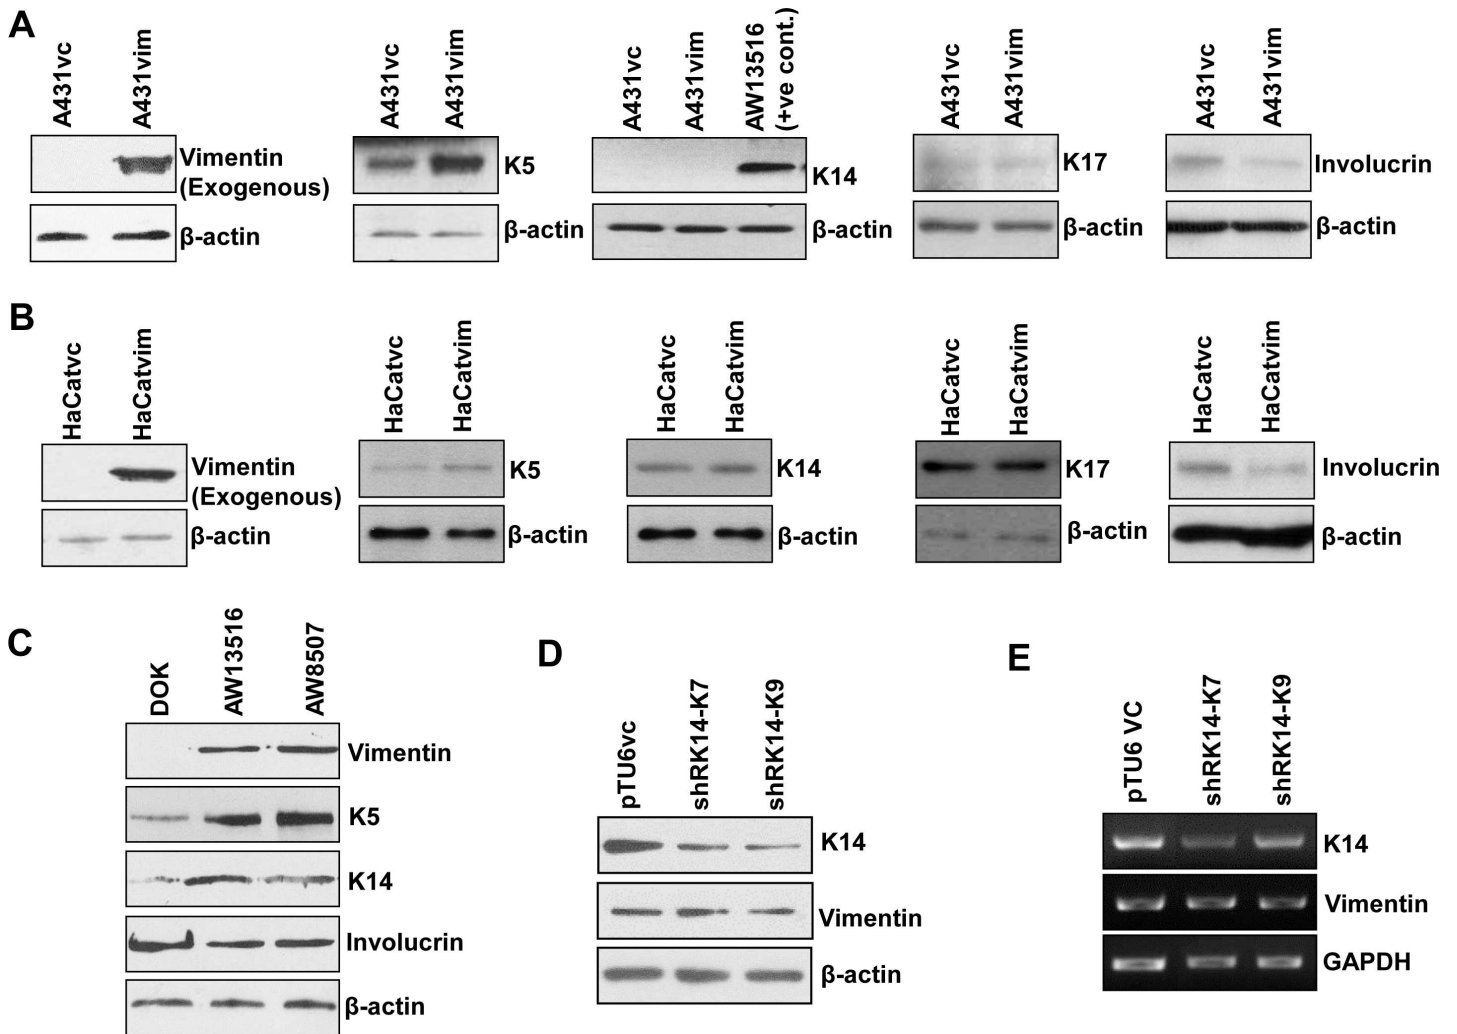 A
A431vc
A431vim
Vimentin
(Exogenous)
β-actin
A431vc
A431vim
K5
β-actin
A431vc
A431vim
AW13516
(+ve cont.)
K14
β-actin
A431vc
A431vim
K17
β-actin
A431vc
A431vim
Involucrin
β-actin
B
HaCatvc
HaCatvim
Vimentin
(Exogenous)
β-actin
HaCatvc
HaCatvim
K5
β-actin
HaCatvc
HaCatvim
K14
β-actin
HaCatvc
HaCatvim
K17
β-actin
HaCatvc
HaCatvim
Involucrin
β-actin
C
DOK
AW13516
AW8507
Vimentin
K5
K14
Involucrin
β-actin
D
pTU6vc
shRK14-K7
shRK14-K9
K14
Vimentin
β-actin
E
pTU6 VC
shRK14-K7
shRK14-K9
K14
Vimentin
GAPDH